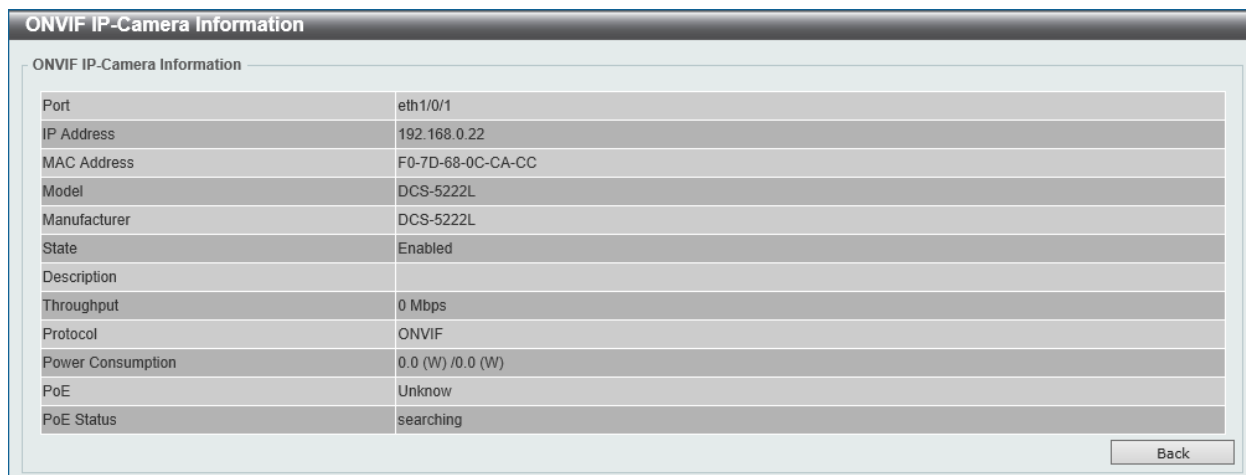 ONVIF IP-Camera Information
ONVIF IP-Camera Information
Port eth1/0/1
IP Address 192.168.0.22
MAC Address F0-7D-68-0C-CA-CC
Model DCS-5222L
Manufacturer DCS-5222L
State Enabled
Description
Throughput 0 Mbps
Protocol ONVIF
Power Consumption 0.0 (W) /0.0 (W)
PoE Unknow
PoE Status searching
Back